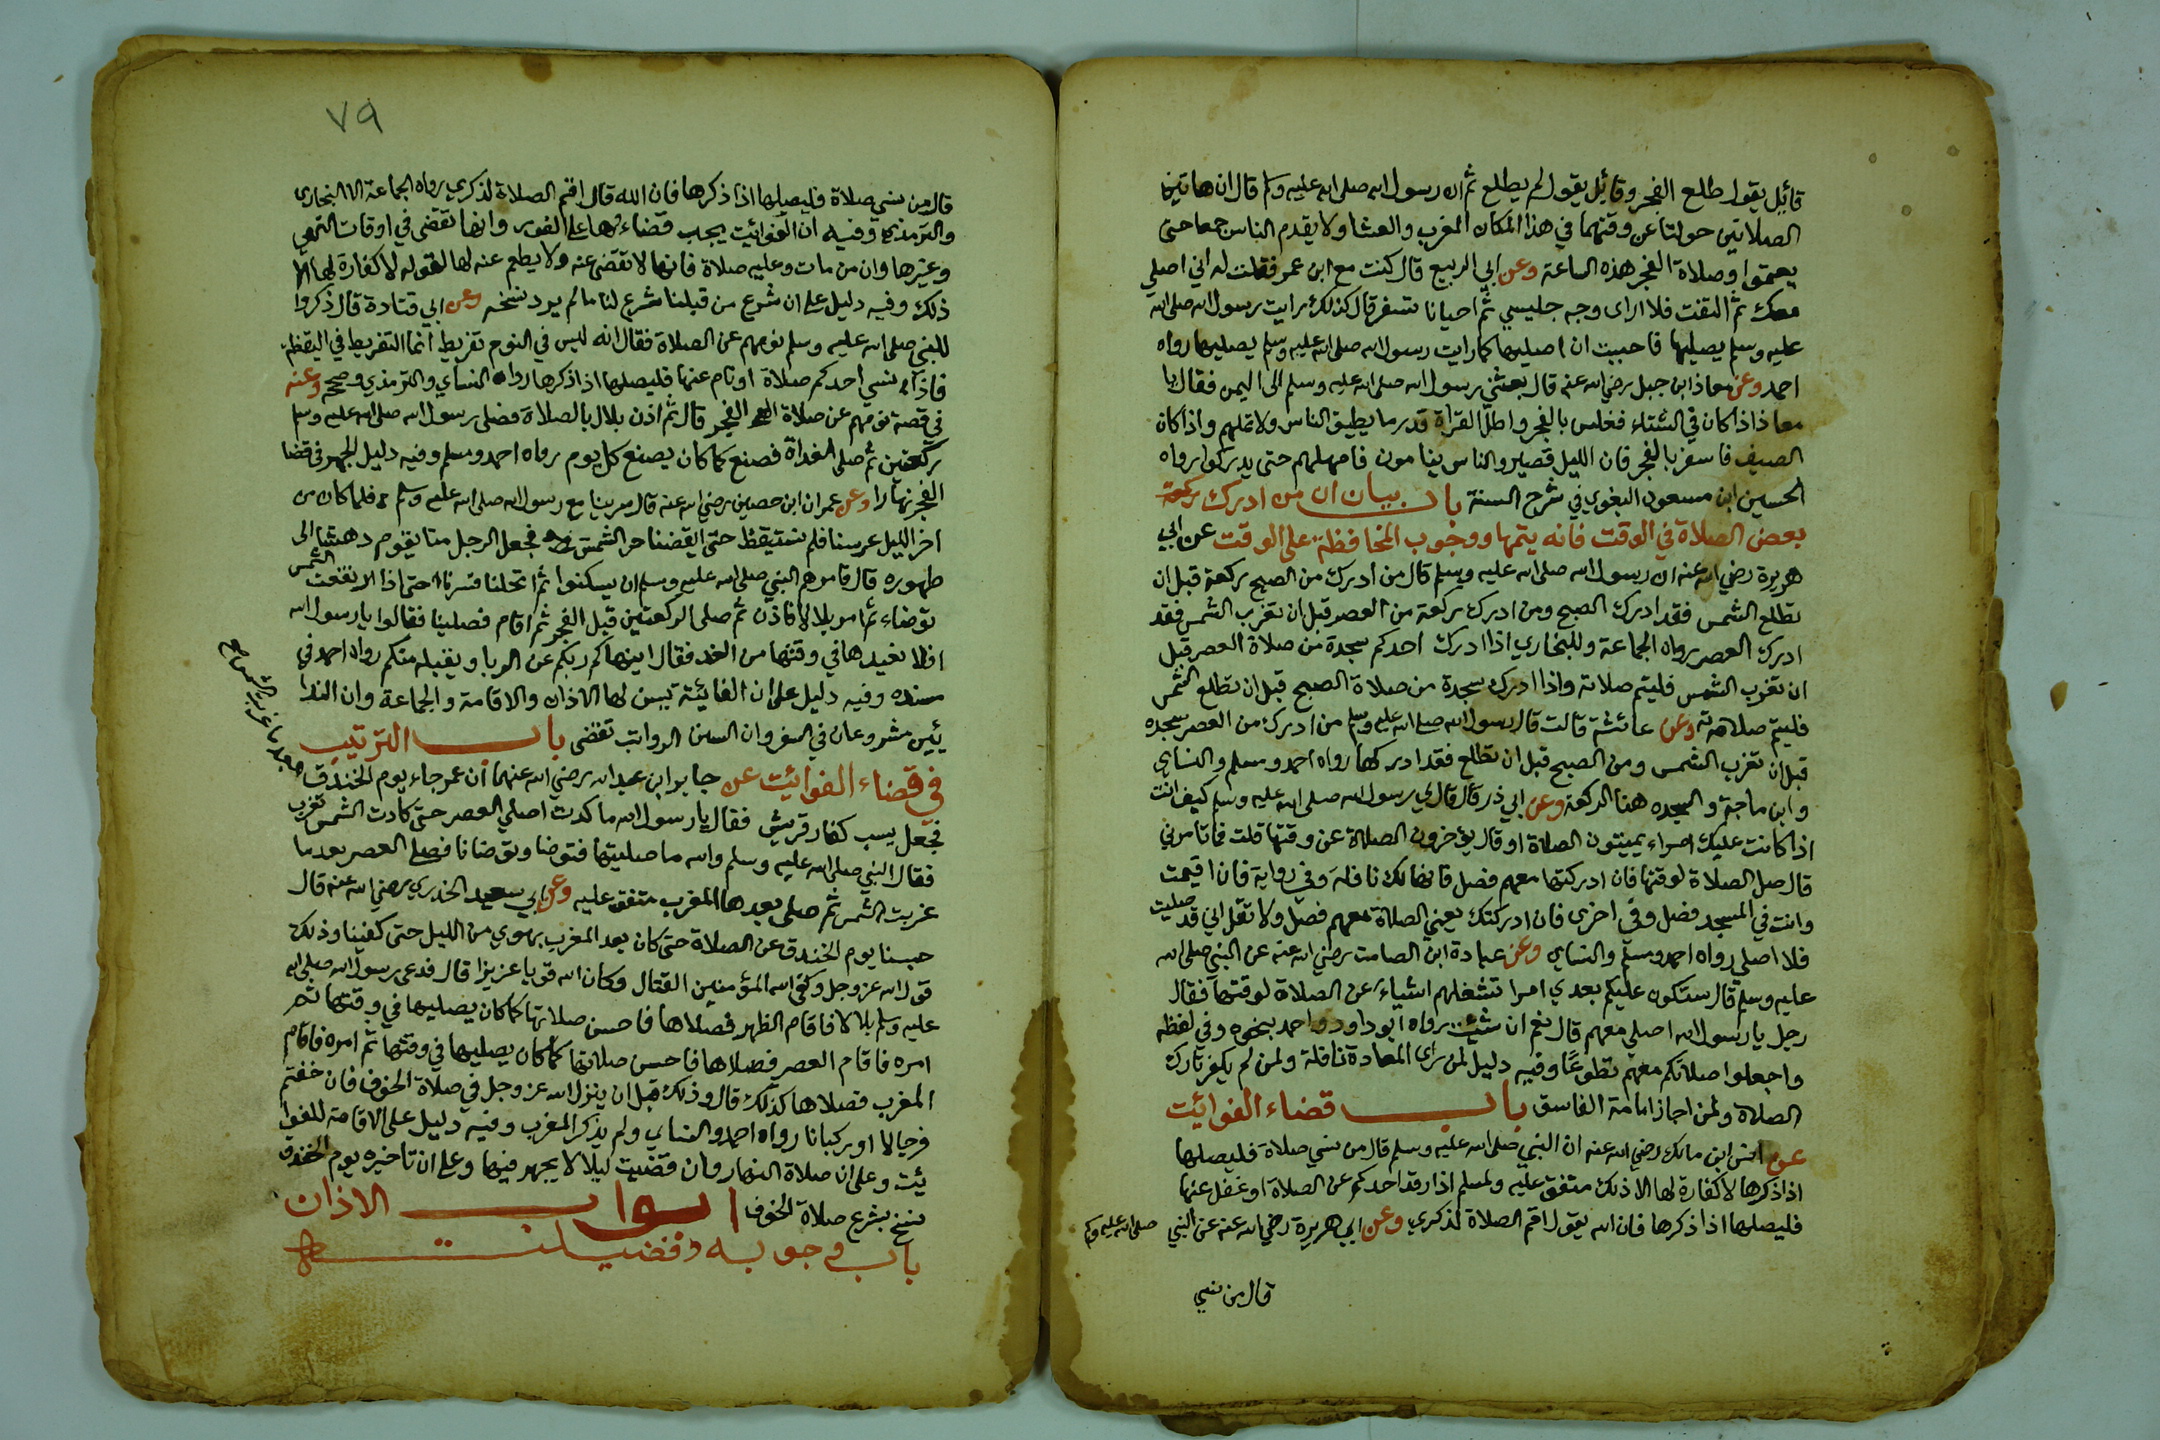 قائل يقول طلع الفجر وقائل يقول لم يطلع ثم ان رسول الله صلى الله عليه وسلم قال ان هاتين
الصلاتين حولتا عن وقتهما في هذا المكان المغرب والعشا ولا يقدم الناس جمعا حتى
يعتموا وصلاة الفجر هذه الساعة وعن ابي الربيع قال كنت مع ابن عمر فقلت له اني اصلي
معك ثم التفت فلا ارى وجه جليسي ثم احيانا تسفر قال كذلك رايت رسول الله صلى الله
عليه وسلم يصليها فاحببت ان اصليها كما رايت رسول الله صلى الله عليه وسلم يصليها رواه
احمد وعن معاذ ابن جبل رضي الله عنه قال بعثني رسول الله صلى الله عليه وسلم الى اليمن فقال يا
معاذ اذا كان في الشتاء فغلس بالفجر واطل القراة قدر ما يطيق الناس ولا تملهم واذا كان
الصيف فاسفر بالفجر فان الليل قصير والناس ينامون فامهلهم حتى يدركوا رواه
الحسين ابن مسعود البغوي في شرح السنة باب بيان ان من ادرك ركعة
بعض الصلاة في الوقت فانه يتمها ووجوب المحافظة على الوقت عن ابي
هريرة رضي الله عنه ان رسول الله صلى الله عليه وسلم قال من ادرك من الصبح ركعة قبل ان
تطلع الشمس فقد ادرك الصبح ومن ادرك ركعة من العصر قبل ان تغرب الشمس فقد
ادرك العصر رواه الجماعة وللبخاري اذا ادرك احدكم سجدة من صلاة العصر قبل
ان تغرب الشمس فليتم صلاته واذا ادرك سجدة من صلاة الصبح قبل ان تطلع الشمس
فليتم صلاته وعن عائشة قالت قال رسول الله صلى الله عليه وسلم من ادرك من العصر سجده
قبل ان تغرب الشمس ومن الصبح قبل ان تطلع فقد ادركها رواه احمد ومسلم والنساي
وابن ماجة والسجده هنا الركعة وعن ابي ذر قال قال لي رسول الله صلى الله عليه وسلم كيف انت
اذا كانت عليك امراء يميتون الصلاة او قال يؤخرون الصلاة عن وقتها قلت فما تامرني
قال صل الصلاة لوقتها فان ادركتها معهم فصل فانها لك نافلة وفي رواية فان اقيمت
وانت في المسجد فصل وفي اخرى فان ادركتك يعني الصلاة معهم فصل ولا تقل اني قد صليت
فلا اصلي رواه احمد ومسلم والنساي وعن عبادة ابن الصامت رضي الله عنه عن النبي صلى الله
عليه وسلم قال ستكون عليكم بعدي امرا تشغلهم اشياء عن الصلاة لوقتها فقال
رجل يا رسول الله اصلي معهم قال نعم ان شئت رواه ابو داود واحمد بنحوه وفي لفظه
واجعلوا صلاتكم معهم تطوعا وفيه دليل لمن راى المعادة نافلة ولمن لم يكفر تارك
الصلاة ولمن اجاز امامة الفاسق باب قضاء الفوائت
عن انس ابن مالك رضي الله عنه ان النبي صلى الله عليه وسلم قال من نسي صلاة فليصلها
اذا ذكرها لا كفارة لها الا ذلك متفق عليه ولمسلم اذا رقد احدكم عن الصلاة او غفل عنها
فليصلها اذا ذكرها فان الله يقول اقم الصلاة لذكري وعن ابي هريرة رضي الله عنه عن النبي صلى الله عليه وسلم
قال من نسي
٧٩
قال من نسي صلاة فليصلها اذا ذكرها فان الله قال اقم الصلاة لذكري رواه الجماعة الا البخاري
والترمذي وفيه ان الفوائت يجب قضاءها على الفور وانها تقضى في اوقات النهي
وغيرها وان من مات وعليه صلاة فانها لا تقضى عنه ولا يطعم عنه لها لقوله لا كفارة لها الا
ذلك وفيه دليل على ان شرع من قبلنا شرع لنا ما لم يرد نسخه وعن ابي قتادة قال ذكروا
للنبي صلى الله عليه وسلم نومهم عن الصلاة فقال انه ليس في النوم تفريط انما التفريط في اليقظة
فاذا نسي احدكم صلاة او نام عنها فليصلها اذا ذكرها رواه النساي والترمذي وصححه وعنه
في قصة نومهم عن صلاة الفجر قال ثم اذن بلال بالصلاة فصلى رسول الله صلى الله عليه وسلم
ركعتين ثم صلى الغداة فصنع كما كان يصنع كل يوم رواه احمد ومسلم وفيه دليل الجهر في قضا
الفجر نهارا وعن عمران ابن حصين رضي الله عنه قال سرينا مع رسول الله صلى الله عليه وسلم فلما كان من
اخر الليل عرسنا فلم نستيقظ حتى ايقضنا حر الشمس فجعل الرجل منا يقوم دهشا الى
طهوره قال فامرهم النبي صلى الله عليه وسلم ان يسكنوا ثم ارتحلنا فسرنا حتى اذا ارتفعت الشمس
توضاء ثم امر بلالا فاذن ثم صلى الركعتين قبل الفجر ثم اقام فصلينا فقالوا يا رسول الله
افلا نعيدها في وقتها من الغد فقال اينهاكم ربكم عن الربا ويقبله منكم رواه احمد في
مسنده وفيه دليل على ان الفائتة يسن لها الاذان والاقامة والجماعة وان الندا
ئين مشروعان في السفر وان السنن الرواتب تقضى باب الترتيب
في قضاء الفوائت عن جابر ابن عبد الله رضي الله عنهما ان عمر جاء يوم الخندق بعد ما غربت الشمس صح
فجعل يسب كفار قريش فقال يا رسول الله ما كدت اصلي العصر حتى كادت الشمس تغرب
فقال النبي صلى الله عليه وسلم والله ما صليتها فتوضا وتوضانا فصلى العصر بعد ما
غربت الشمس ثم صلى بعدها المغرب متفق عليه وعن ابي سعيد الخدري رضي الله عنه قال
حبسنا يوم الخندق عن الصلاة حتى كان بعد المغرب بهوي من الليل حتى كفينا وذلك
قول الله عز وجل وكفى الله المؤمنين القتال وكان الله قويا عزيزا قال فدعى رسول الله صلى الله
عليه وسلم بلالا فاقام الظهر فصلاها فاحسن صلاتها كما كان يصليها في وقتها ثم
امره فاقام العصر فصلاها فاحسن صلاتها كما كان يصليها في وقتها ثم امره فاقام
المغرب فصلاها كذلك قال وذلك قبل ان ينزل الله عز وجل في صلاة الخوف فان خفتم
فرجالا او ركبانا رواه احمد والنساي ولم يذكر المغرب وفيه دليل على الاقامة للفوا
ئت وعلى ان صلاة النهار وان قضيت ليلا لا يجهر فيها وعلى ان تاخيره يوم الخندق
نسخ بشرع صلاة الخوف ابواب الاذان
باب وجوبه وفضيلته